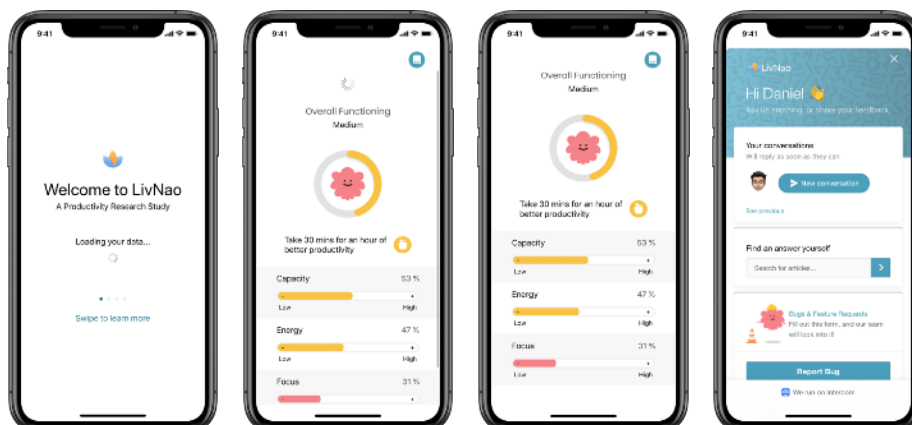 9:41
Welcome to LivNao
A Productivity Research Study
Loading your data...
Swipe to learn more
9:41
Overall Functioning
Medium
Take 30 mins for an hour of
better productivity
Capacity
53 %
-
+
Low
High
Energy
47 %
-
+
Low
High
Focus
31 %
-
+
9:41
Overall Functioning
Medium
Take 30 mins for an hour of
better productivity
Capacity
53 %
-
+
Low
High
Energy
47 %
-
+
Low
High
Focus
31 %
-
+
Low
High
9:41
LivNao
Hi Daniel 👋
Ask us anything, or share your feedback.
Your conversations
Will reply as soon as they can
New conversation
See previous
Find an answer yourself
Search for articles...
Bugs & Feature Requests
Fill out this form, and our team
will look into it!
Report Bug
We run on Intercom